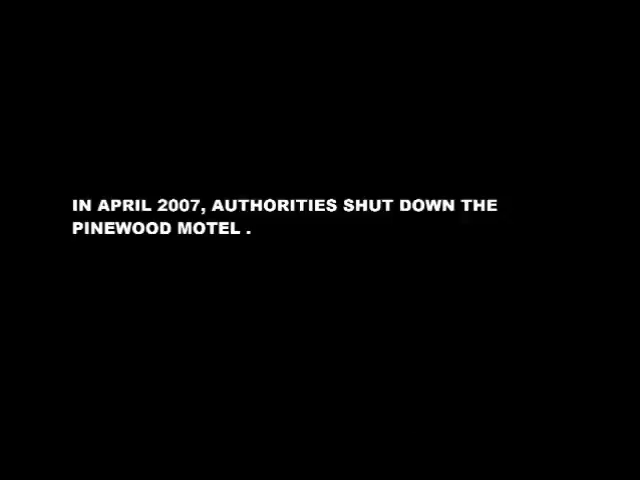 IN APRIL 2007, AUTHORITIES SHUT DOWN THE
PINEWOOD MOTEL .